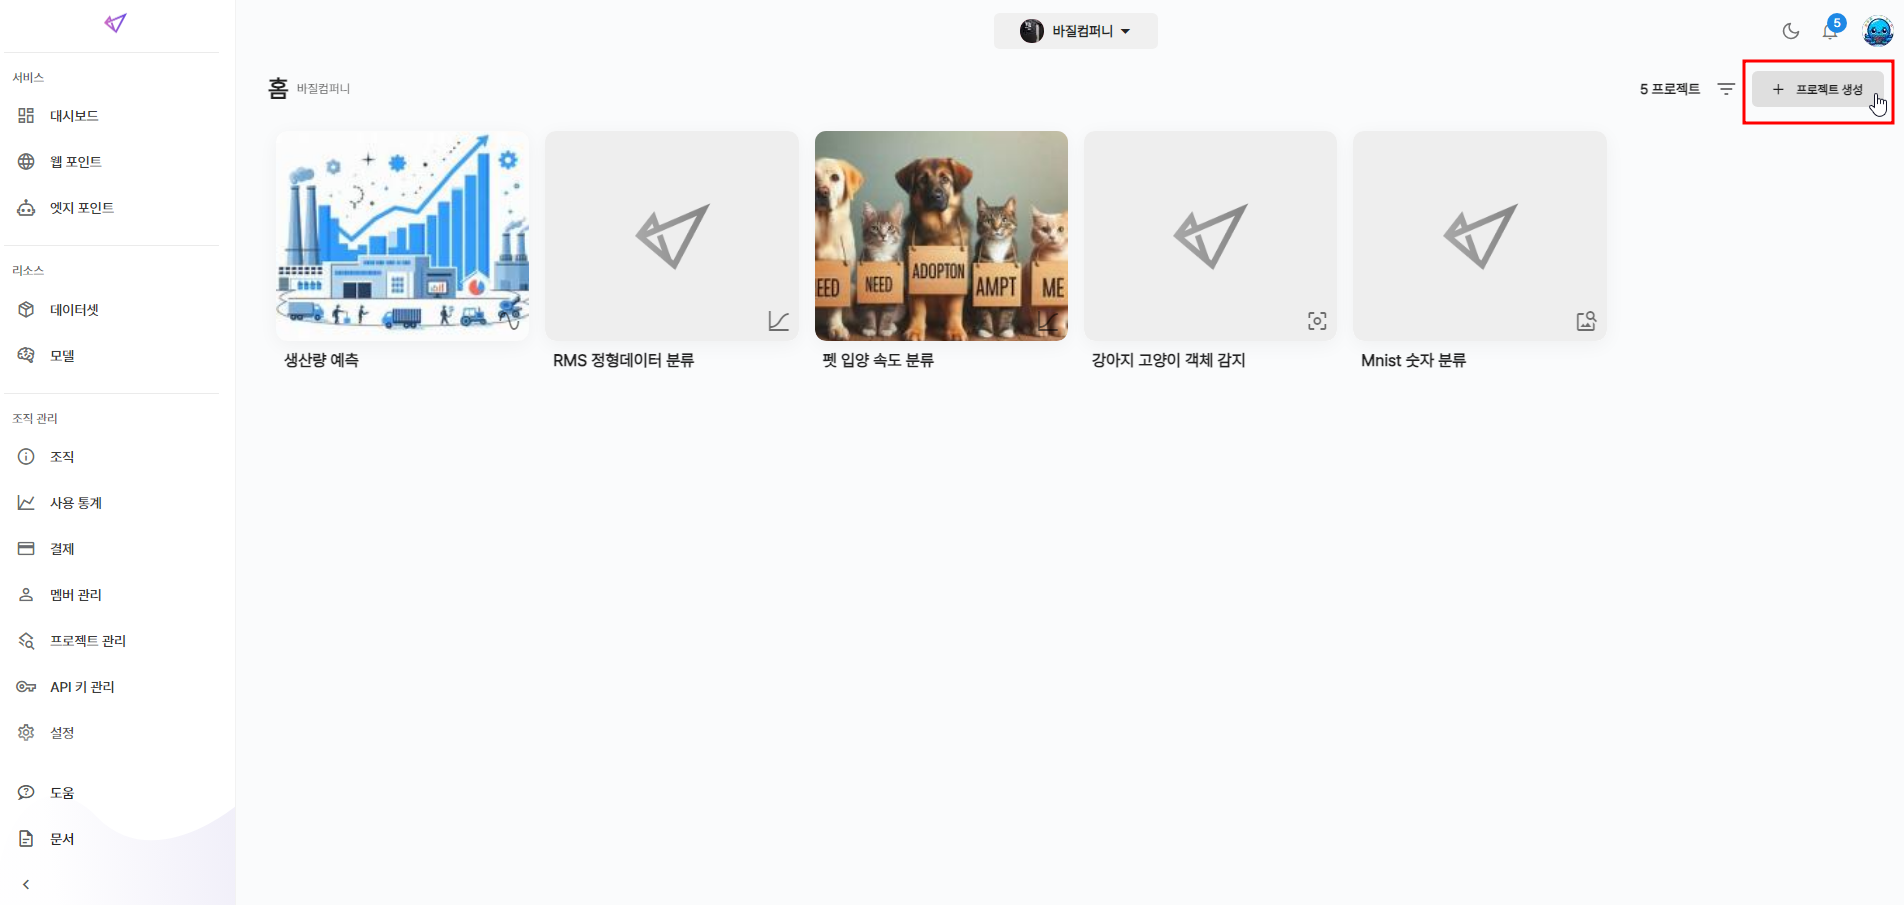 바질컴퍼니
5
서비스
대시보드
웹 포인트
엣지 포인트
리소스
데이터셋
모델
조직 관리
조직
사용 통계
결제
멤버 관리
프로젝트 관리
API 키 관리
설정
도움
문서
홈 바질컴퍼니
5 프로젝트
+ 프로젝트 생성
EED
NEED
ADOPTON
AMPT
ME
생산량 예측
RMS 정형데이터 분류
펫 입양 속도 분류
강아지 고양이 객체 감지
Mnist 숫자 분류